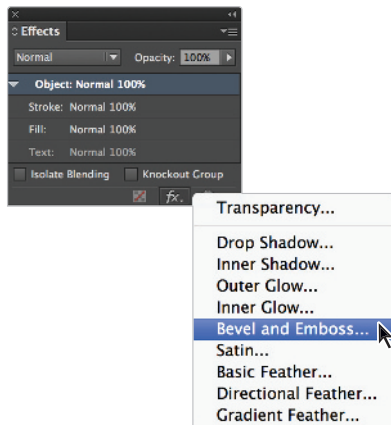 Effects
Normal Opacity: 100%
Object: Normal 100%
Stroke: Normal 100%
Fill: Normal 100%
Text: Normal 100%
Isolate Blending Knockout Group
fx.
Transparency...
Drop Shadow...
Inner Shadow...
Outer Glow...
Inner Glow...
Bevel and Emboss...
Satin...
Basic Feather...
Directional Feather...
Gradient Feather...